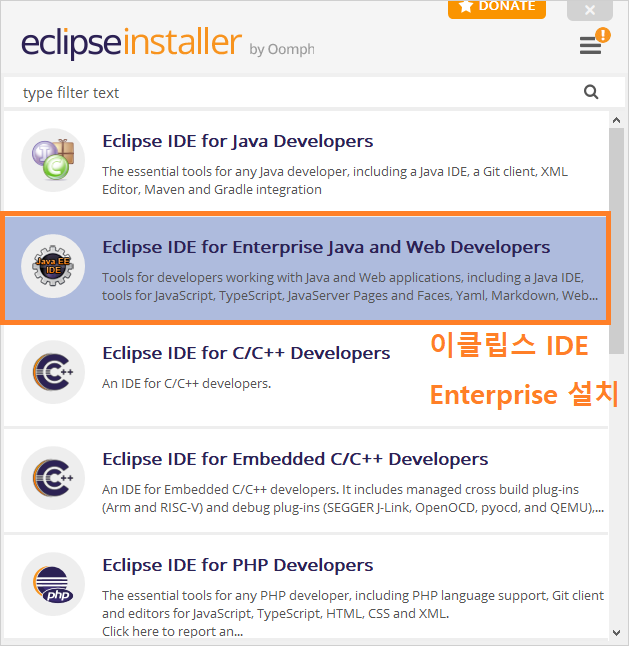 DONATE
eclipseinstaller by Oomph
type filter text
Eclipse IDE for Java Developers
The essential tools for any Java developer, including a Java IDE, a Git client, XML
Editor, Maven and Gradle integration
Java EE
IDE
Eclipse IDE for Enterprise Java and Web Developers
Tools for developers working with Java and Web applications, including a Java IDE,
tools for JavaScript, TypeScript, JavaServer Pages and Faces, Yaml, Markdown, Web...
이클립스 IDE
Enterprise 설치
C++
Eclipse IDE for C/C++ Developers
An IDE for C/C++ developers.
C++
Eclipse IDE for Embedded C/C++ Developers
An IDE for Embedded C/C++ developers. It includes managed cross build plug-ins
(Arm and RISC-V) and debug plug-ins (SEGGER J-Link, OpenOCD, pyocd, and QEMU),...
php
Eclipse IDE for PHP Developers
The essential tools for any PHP developer, including PHP language support, Git client
and editors for JavaScript, TypeScript, HTML, CSS and XML.
Click here to report an...